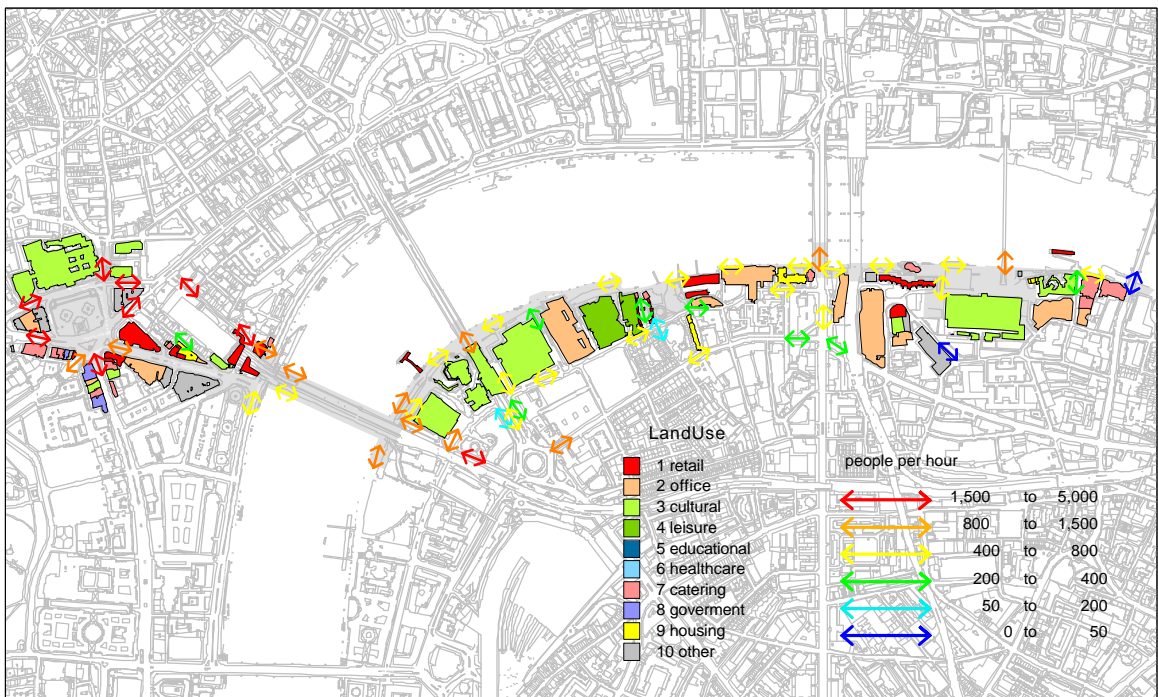 LandUse
1 retail
2 office
3 cultural
4 leisure
5 educational
6 healthcare
7 catering
8 goverment
9 housing
10 other
people per hour
1,500 to 5,000
800 to 1,500
400 to 800
200 to 400
50 to 200
0 to 50